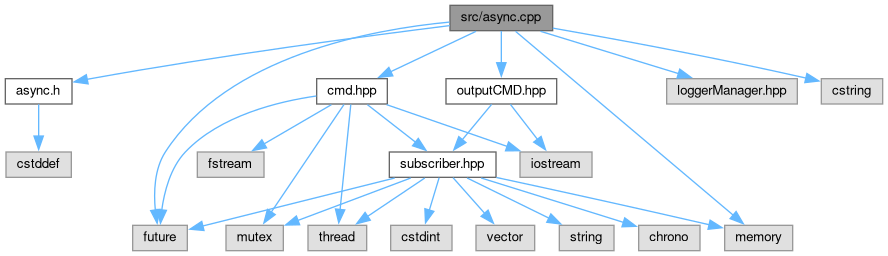 src/async.cpp
async.h
cmd.hpp
outputCMD.hpp
loggerManager.hpp
cstring
cstddef
fstream
subscriber.hpp
iostream
future
mutex
thread
cstdint
vector
string
chrono
memory